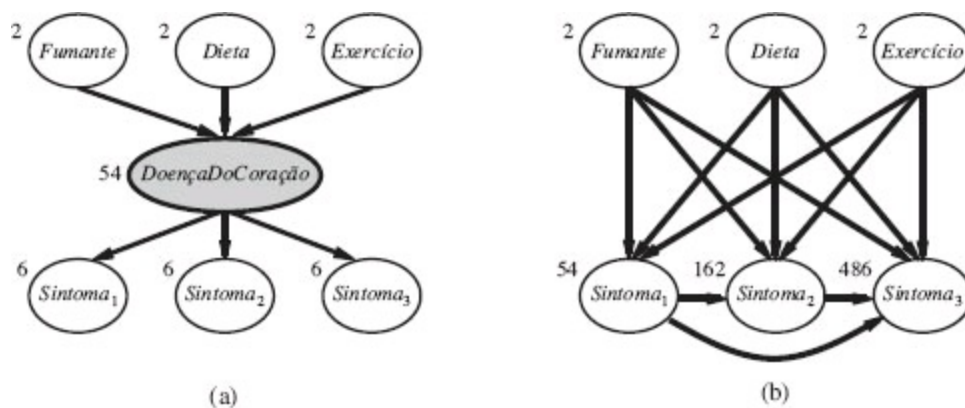 2 Fumante 2 Dieta 2 Exercício
54 DoençaDoCoração
6 Sintoma1 6 Sintoma2 6 Sintoma3
(a)
2 Fumante 2 Dieta 2 Exercício
54 Sintoma1 162 Sintoma2 486 Sintoma3
(b)